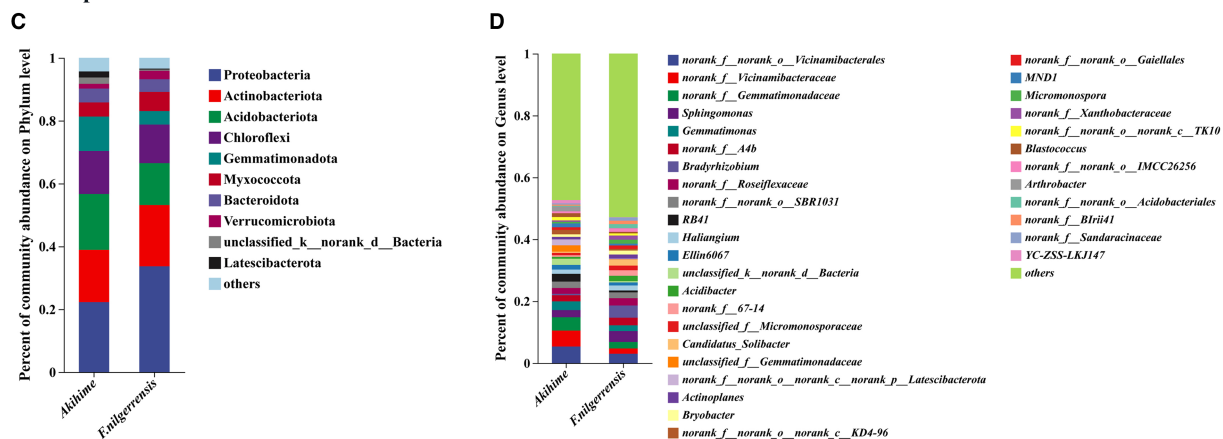 C
Percent of community abundance on Phylum level
1
0.8
0.6
0.4
0.2
0
Akihime
F.nilgerrensis
Proteobacteria
Actinobacteriota
Acidobacteriota
Chloroflexi
Gemmatimonadota
Myxococcota
Bacteroidota
Verrucomicrobiota
unclassified_k__norank_d__Bacteria
Latescibacterota
others
D
Percent of community abundance on Genus level
1
0.8
0.6
0.4
0.2
0
Akihime
F.nilgerrensis
norank_f__norank_o__Vicinamibacterales
norank_f__Vicinamibacteraceae
norank_f__Gemmatimonadaceae
Sphingomonas
Gemmatimonas
norank_f__A4b
Bradyrhizobium
norank_f__Roseiflexaceae
norank_f__norank_o__SBR1031
RB41
Haliangium
Ellin6067
unclassified_k__norank_d__Bacteria
Acidibacter
norank_f__67-14
unclassified_f__Micromonosporaceae
Candidatus_Solibacter
unclassified_f__Gemmatimonadaceae
norank_f__norank_o__norank_c__norank_p__Latescibacterota
Actinoplanes
Bryobacter
norank_f__norank_o__norank_c__KD4-96
norank_f__norank_o__Gaiellales
MND1
Micromonospora
norank_f__Xanthobacteraceae
norank_f__norank_o__norank_c__TK10
Blastococcus
norank_f__norank_o__IMCC26256
Arthrobacter
norank_f__norank_o__Acidobacteriales
norank_f__BIrii41
norank_f__Sandaracinaceae
YC-ZSS-LKJ147
others